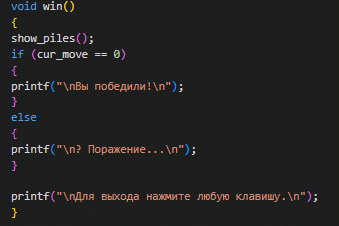 void win()
{
show_piles();
if (cur_move == 0)
{
printf("\nВы победили!\n");
}
else
{
printf("\n? Поражение...\n");
}
printf("\nДля выхода нажмите любую клавишу.\n");
}